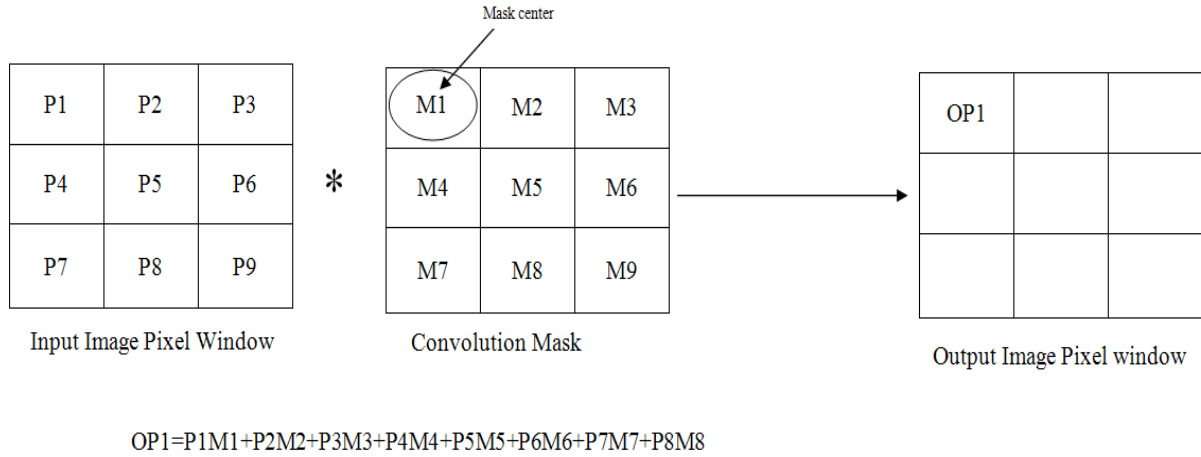 Mask center
P1 P2 P3
P4 P5 P6
P7 P8 P9
*
M1 M2 M3
M4 M5 M6
M7 M8 M9
OP1
Input Image Pixel Window
Convolution Mask
Output Image Pixel window
OP1=P1M1+P2M2+P3M3+P4M4+P5M5+P6M6+P7M7+P8M8